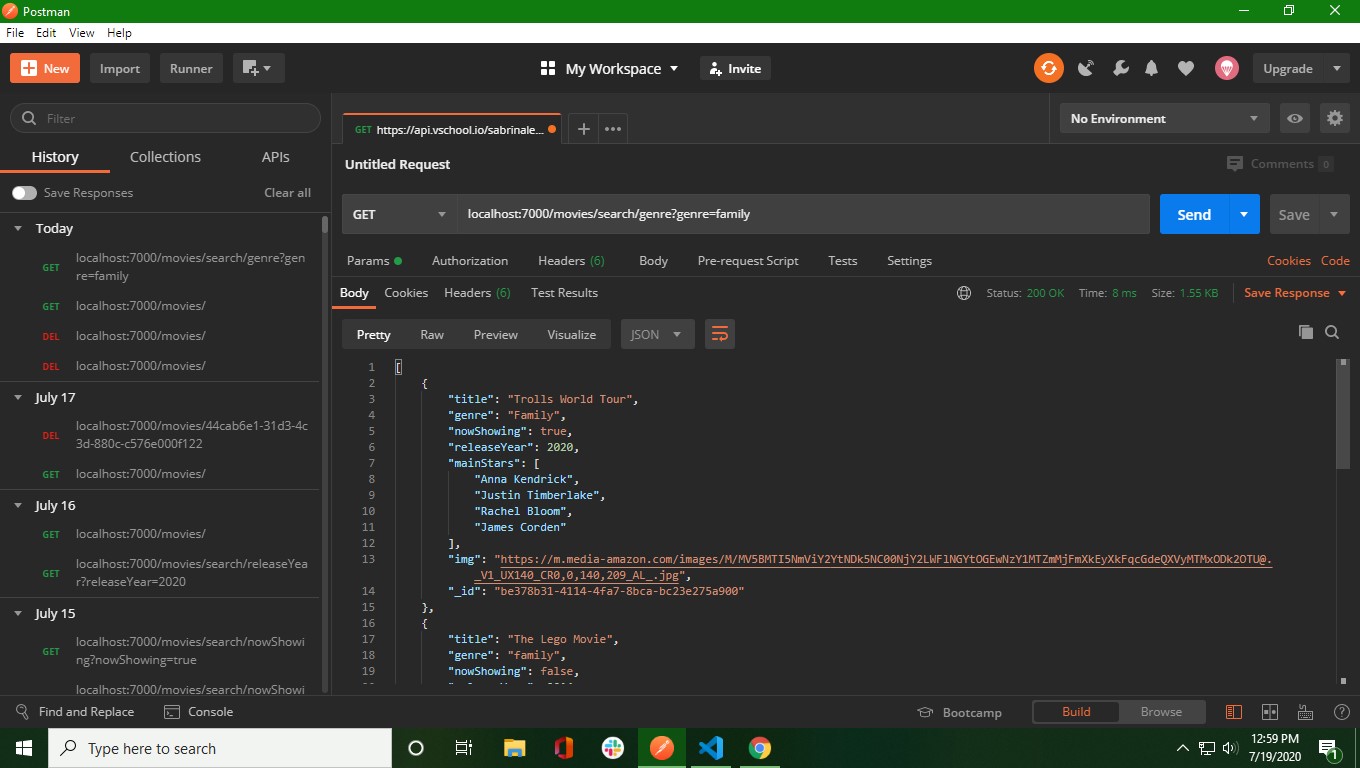 Postman
File Edit View Help
New Import Runner My Workspace Invite Upgrade
Filter
History Collections APIs
Save Responses Clear all
Today
GET localhost:7000/movies/search/genre?gen
re=family
GET localhost:7000/movies/
DEL localhost:7000/movies/
DEL localhost:7000/movies/
July 17
DEL localhost:7000/movies/44cab6e1-31d3-4c
3d-880c-c576e000f122
GET localhost:7000/movies/
July 16
GET localhost:7000/movies/
GET localhost:7000/movies/search/releaseYea
r?releaseYear=2020
July 15
GET localhost:7000/movies/search/nowShowi
ng?nowShowing=true
localhost:7000/movies/search/nowShowi
GET https://api.vschool.io/sabrinale...
No Environment
Untitled Request
Comments 0
GET localhost:7000/movies/search/genre?genre=family Send Save
Params Authorization Headers (6) Body Pre-request Script Tests Settings Cookies Code
Body Cookies Headers (6) Test Results Status: 200 OK Time: 8 ms Size: 1.55 KB Save Response
Pretty Raw Preview Visualize JSON
1 [
2 {
3 "title": "Trolls World Tour",
4 "genre": "Family",
5 "nowShowing": true,
6 "releaseYear": 2020,
7 "mainStars": [
8 "Anna Kendrick",
9 "Justin Timberlake",
10 "Rachel Bloom",
11 "James Corden"
12 ],
13 "img": "https://m.media-amazon.com/images/M/MV5BMTI5NmViY2YtNDk5NC00NjY2LWFlNGYtOGEwNzY1MTZmMjFmXkEyXkFqcGdeQXVyMTMxODk2OTU@.
_V1_UX140_CR0,0,140,209_AL_.jpg",
14 "_id": "be378b31-4114-4fa7-8bca-bc23e275a900"
15 },
16 {
17 "title": "The Lego Movie",
18 "genre": "family",
19 "nowShowing": false,
Find and Replace Console Bootcamp Build Browse
Type here to search
12:59 PM
7/19/2020
1